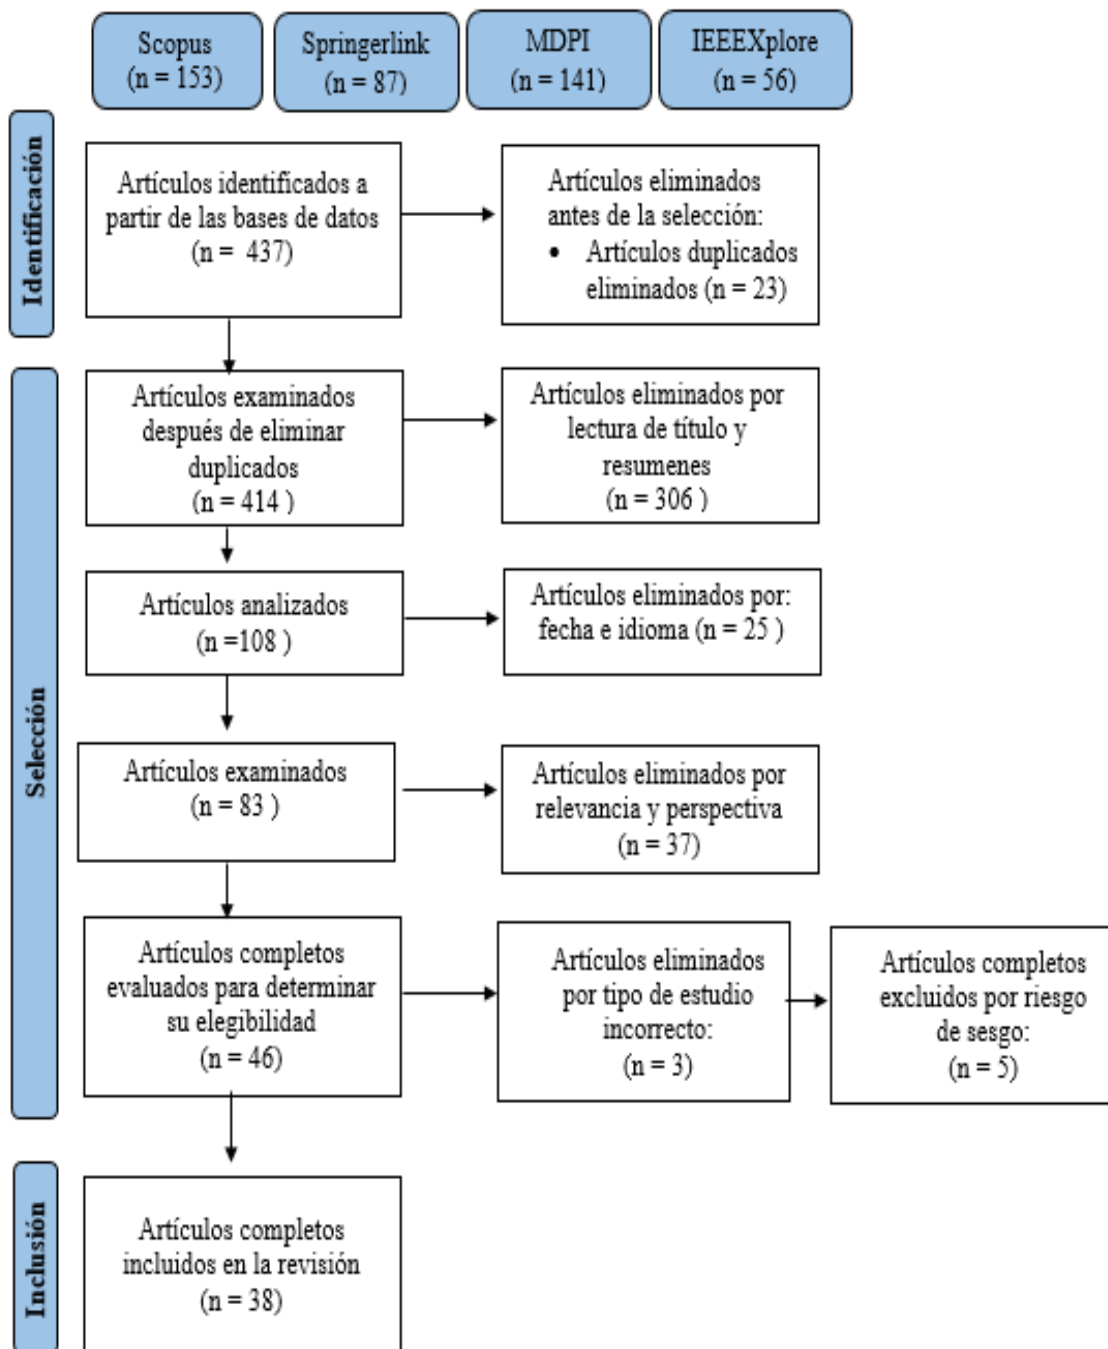 Scopus
(n = 153)
Springerlink
(n = 87)
MDPI
(n = 141)
IEEEXplore
(n = 56)
Identificación
Artículos identificados a
partir de las bases de datos
(n =  437)
Artículos eliminados
antes de la selección:
• Artículos duplicados
eliminados (n = 23)
Selección
Artículos examinados
después de eliminar
duplicados
(n = 414 )
Artículos eliminados por
lectura de título y
resumenes
(n = 306 )
Artículos analizados
(n =108 )
Artículos eliminados por:
fecha e idioma (n = 25 )
Artículos examinados
(n = 83 )
Artículos eliminados por
relevancia y perspectiva
(n = 37)
Artículos completos
evaluados para determinar
su elegibilidad
(n = 46)
Artículos eliminados
por tipo de estudio
incorrecto:
(n = 3)
Artículos completos
excluidos por riesgo
de sesgo:
(n = 5)
Inclusión
Artículos completos
incluidos en la revisión
(n = 38)